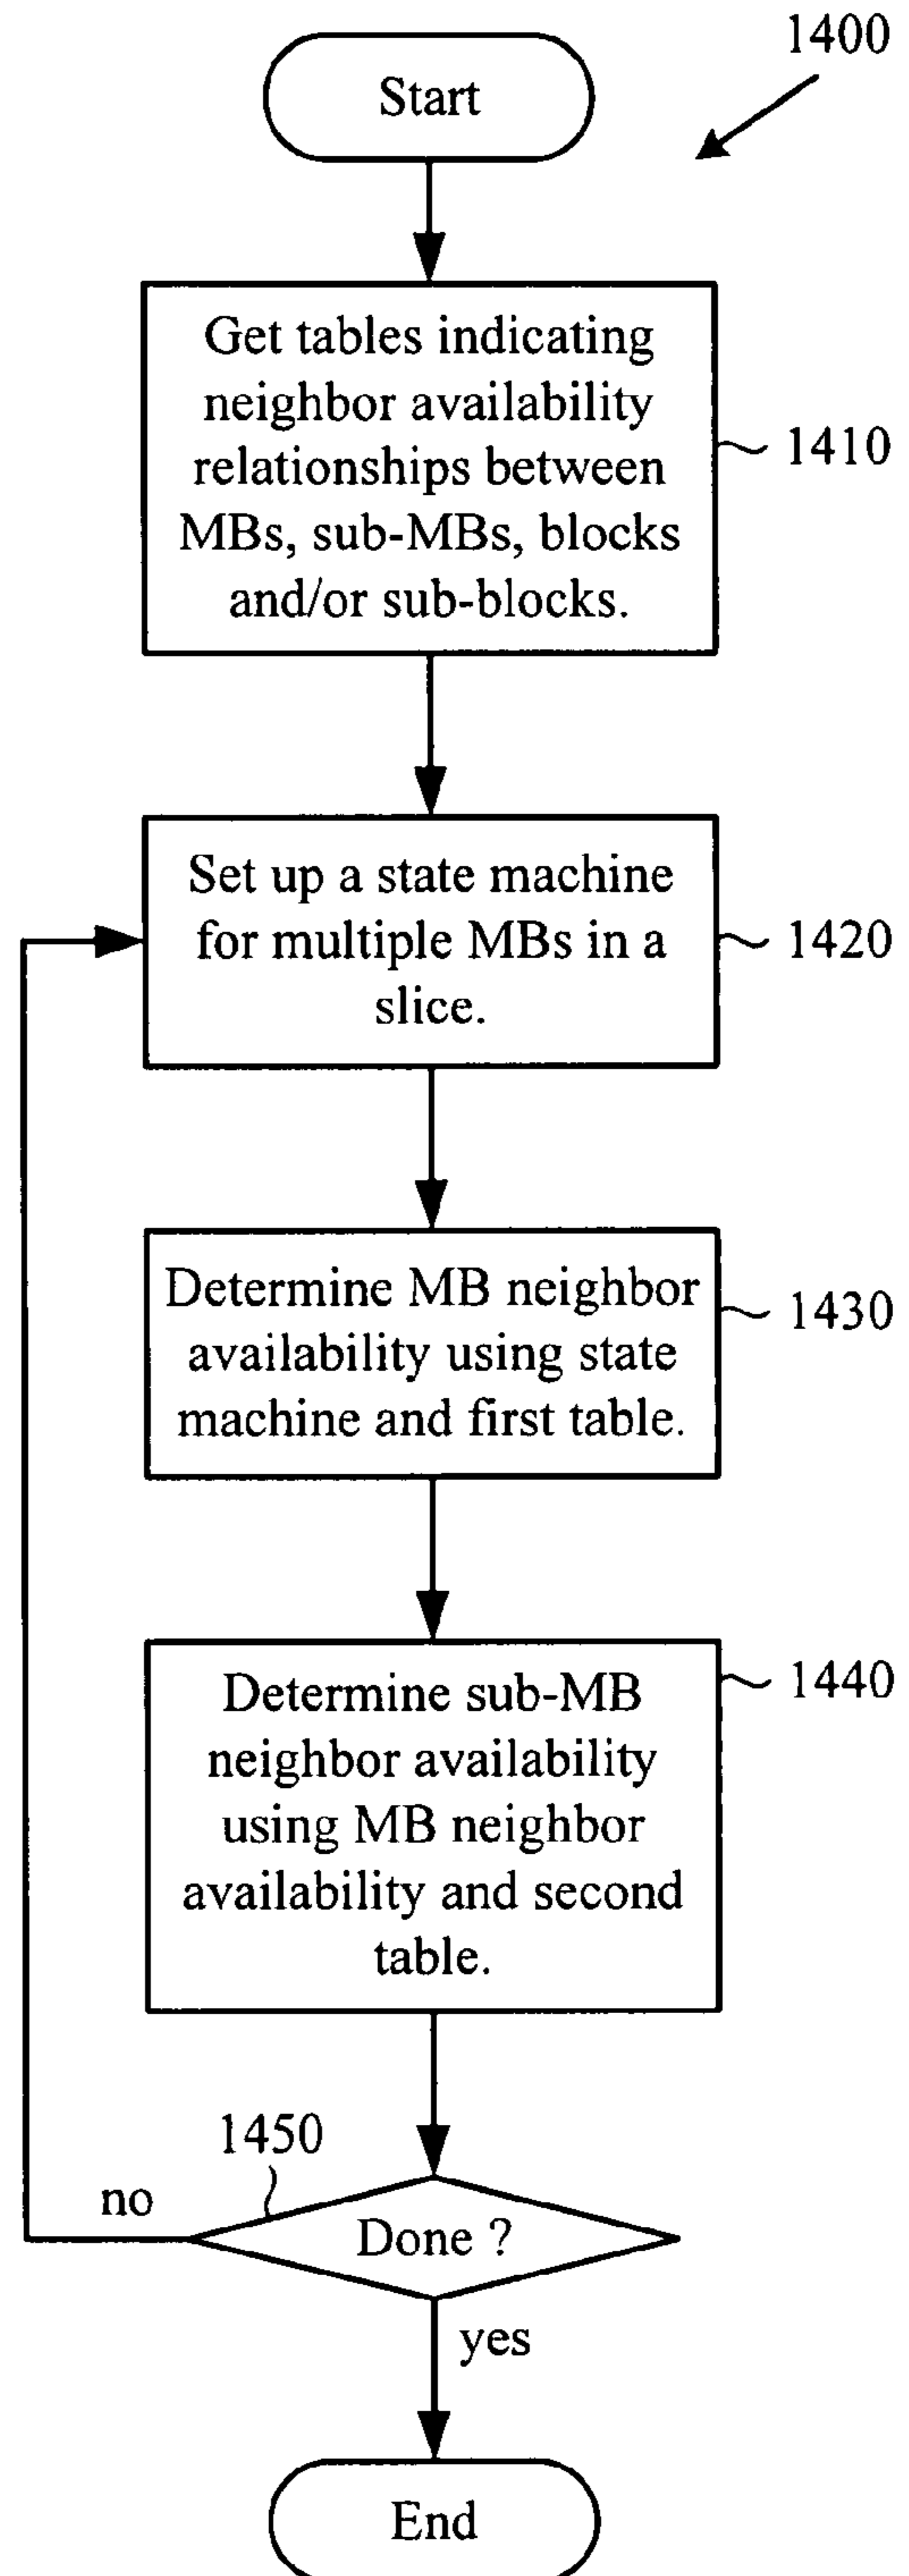 1400
Start
Get tables indicating
neighbor availability
relationships between
MBs, sub-MBs, blocks
and/or sub-blocks.
1410
Set up a state machine
for multiple MBs in a
slice.
1420
Determine MB neighbor
availability using state
machine and first table.
1430
Determine sub-MB
neighbor availability
using MB neighbor
availability and second
table.
1440
1450
no
Done ?
yes
End